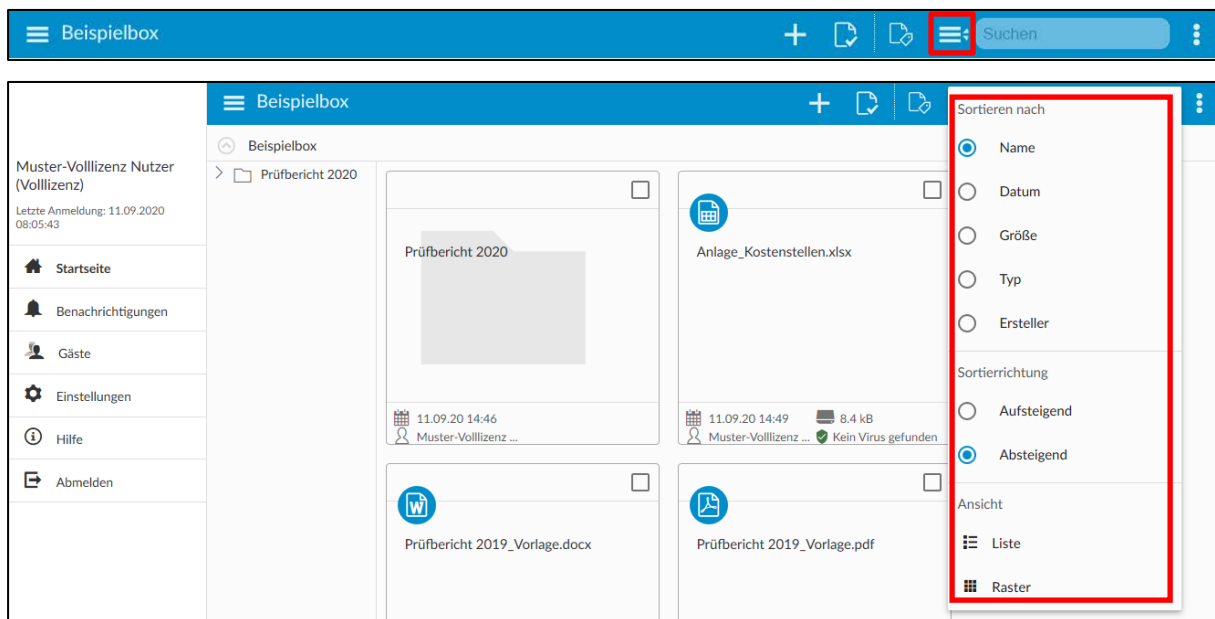 Beispielbox
Suchen
Beispielbox
Beispielbox
Muster-Volllizenz Nutzer
(Volllizenz)
Letzte Anmeldung: 11.09.2020
08:05:43
Startseite
Benachrichtigungen
Gäste
Einstellungen
Hilfe
Abmelden
Prüfbericht 2020
Prüfbericht 2020
11.09.20 14:46
Muster-Volllizenz ...
Anlage_Kostenstellen.xlsx
11.09.20 14:49 8.4 kB
Muster-Volllizenz ... Kein Virus gefunden
W
Prüfbericht 2019_Vorlage.docx
Prüfbericht 2019_Vorlage.pdf
Sortieren nach
Name
Datum
Größe
Typ
Ersteller
Sortierrichtung
Aufsteigend
Absteigend
Ansicht
Liste
Raster